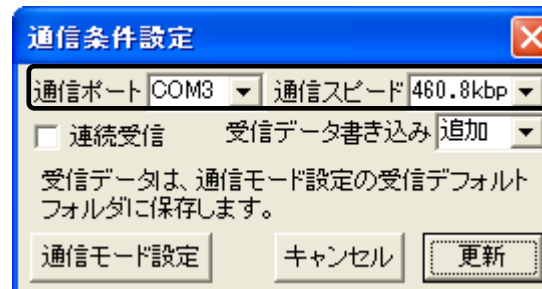 通信条件設定
通信ポート COM3 通信スピード 460.8kbp
連続受信 受信データ書き込み 追加
受信データは、通信モード設定の受信デフォルト
フォルダに保存します。
通信モード設定 キャンセル 更新